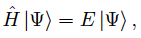 Ĥ |Ψ⟩ = E |Ψ⟩ ,